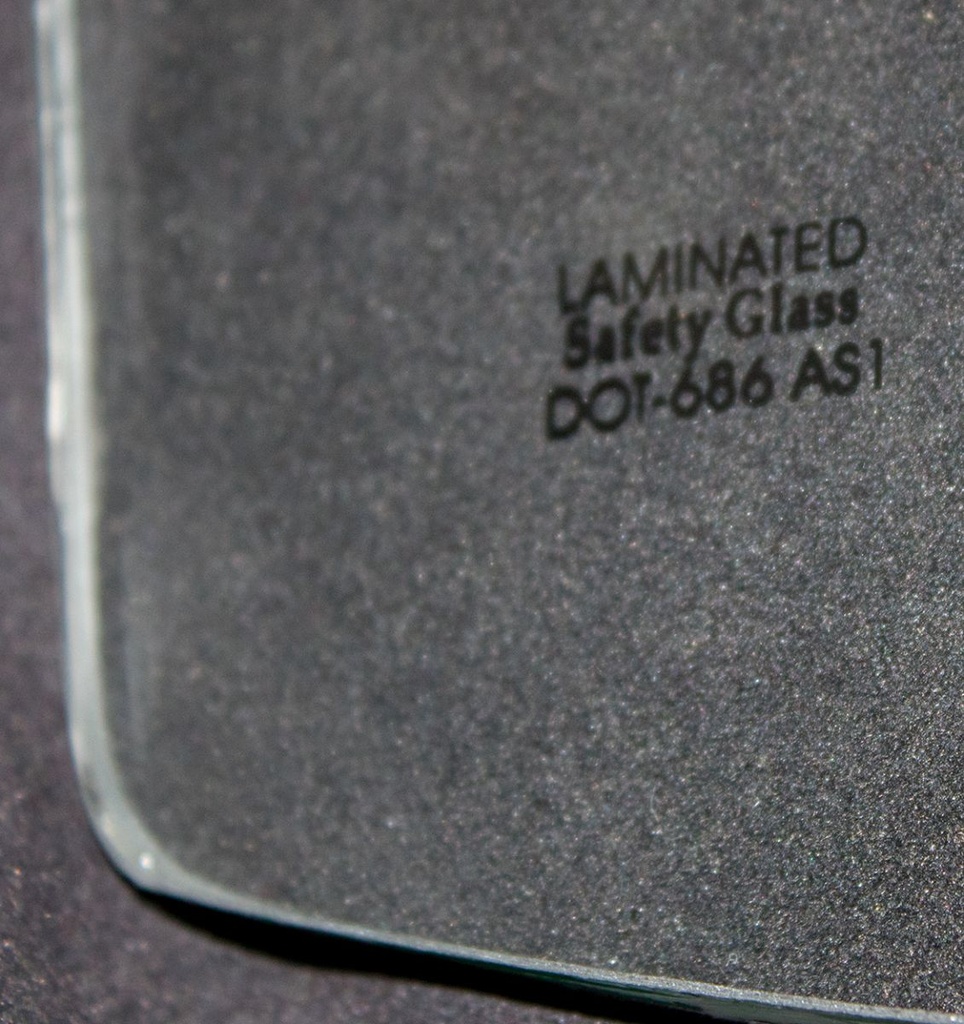 LAMINATED
Safety Glass
DOT-686 AS1